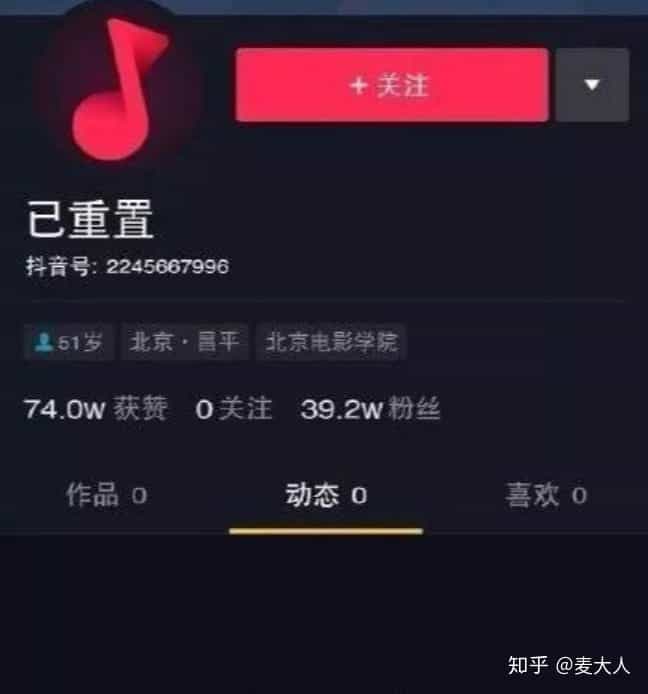 + 关注
已重置
抖音号: 2245667996
51岁 北京·昌平 北京电影学院
74.0w 获赞 0 关注 39.2w 粉丝
作品 0 动态 0 喜欢 0
知乎 @麦大人